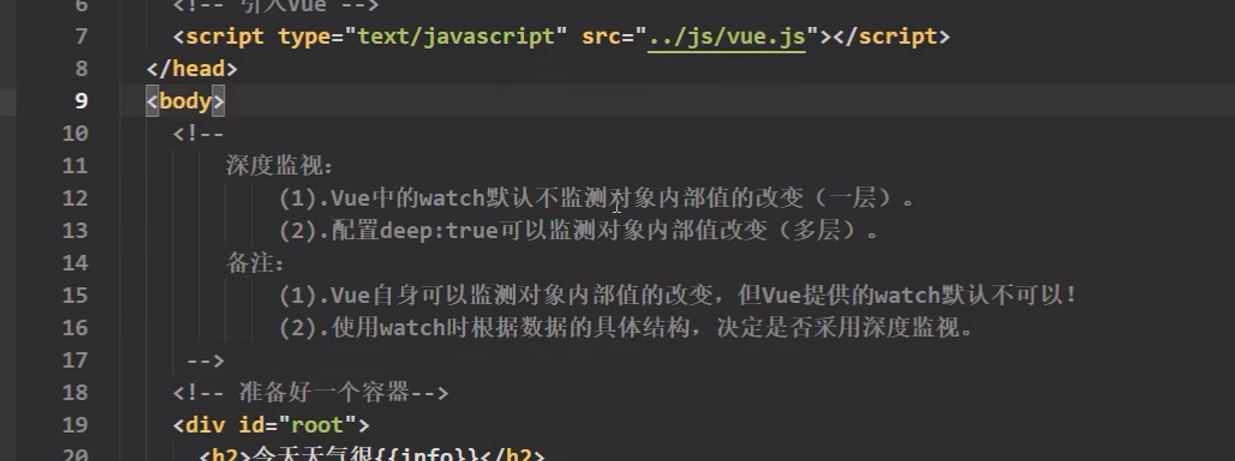 6 <!-- 引入Vue -->
7 <script type="text/javascript" src="../js/vue.js"></script>
8 </head>
9 <body>
10 <!--
11 深度监视：
12 (1).Vue中的watch默认不监测对象内部值的改变（一层）。
13 (2).配置deep:true可以监测对象内部值改变（多层）。
14 备注：
15 (1).Vue自身可以监测对象内部值的改变，但Vue提供的watch默认不可以！
16 (2).使用watch时根据数据的具体结构，决定是否采用深度监视。
17 -->
18 <!-- 准备好一个容器-->
19 <div id="root">
20 <h2>今天天气很{{info}}</h2>